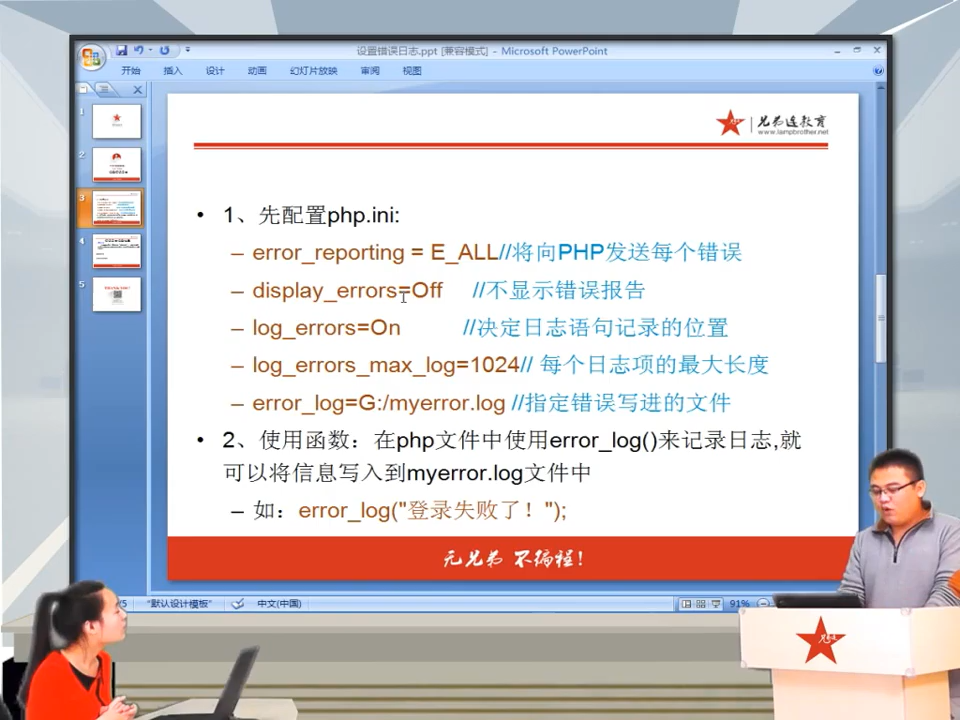 设置错误日志.ppt [兼容模式] - Microsoft PowerPoint
开始 插入 设计 动画 幻灯片放映 审阅 视图
兄弟连教育
www.lampbrother.net
1
2
3
4
5
• 1、先配置php.ini:
– error_reporting = E_ALL//将向PHP发送每个错误
– display_errors=Off //不显示错误报告
– log_errors=On //决定日志语句记录的位置
– log_errors_max_log=1024// 每个日志项的最大长度
– error_log=G:/myerror.log //指定错误写进的文件
• 2、使用函数：在php文件中使用error_log()来记录日志,就
可以将信息写入到myerror.log文件中
– 如：error_log("登录失败了！");
无兄弟 不编程!
/5 "默认设计模板" 中文(中国) 91%